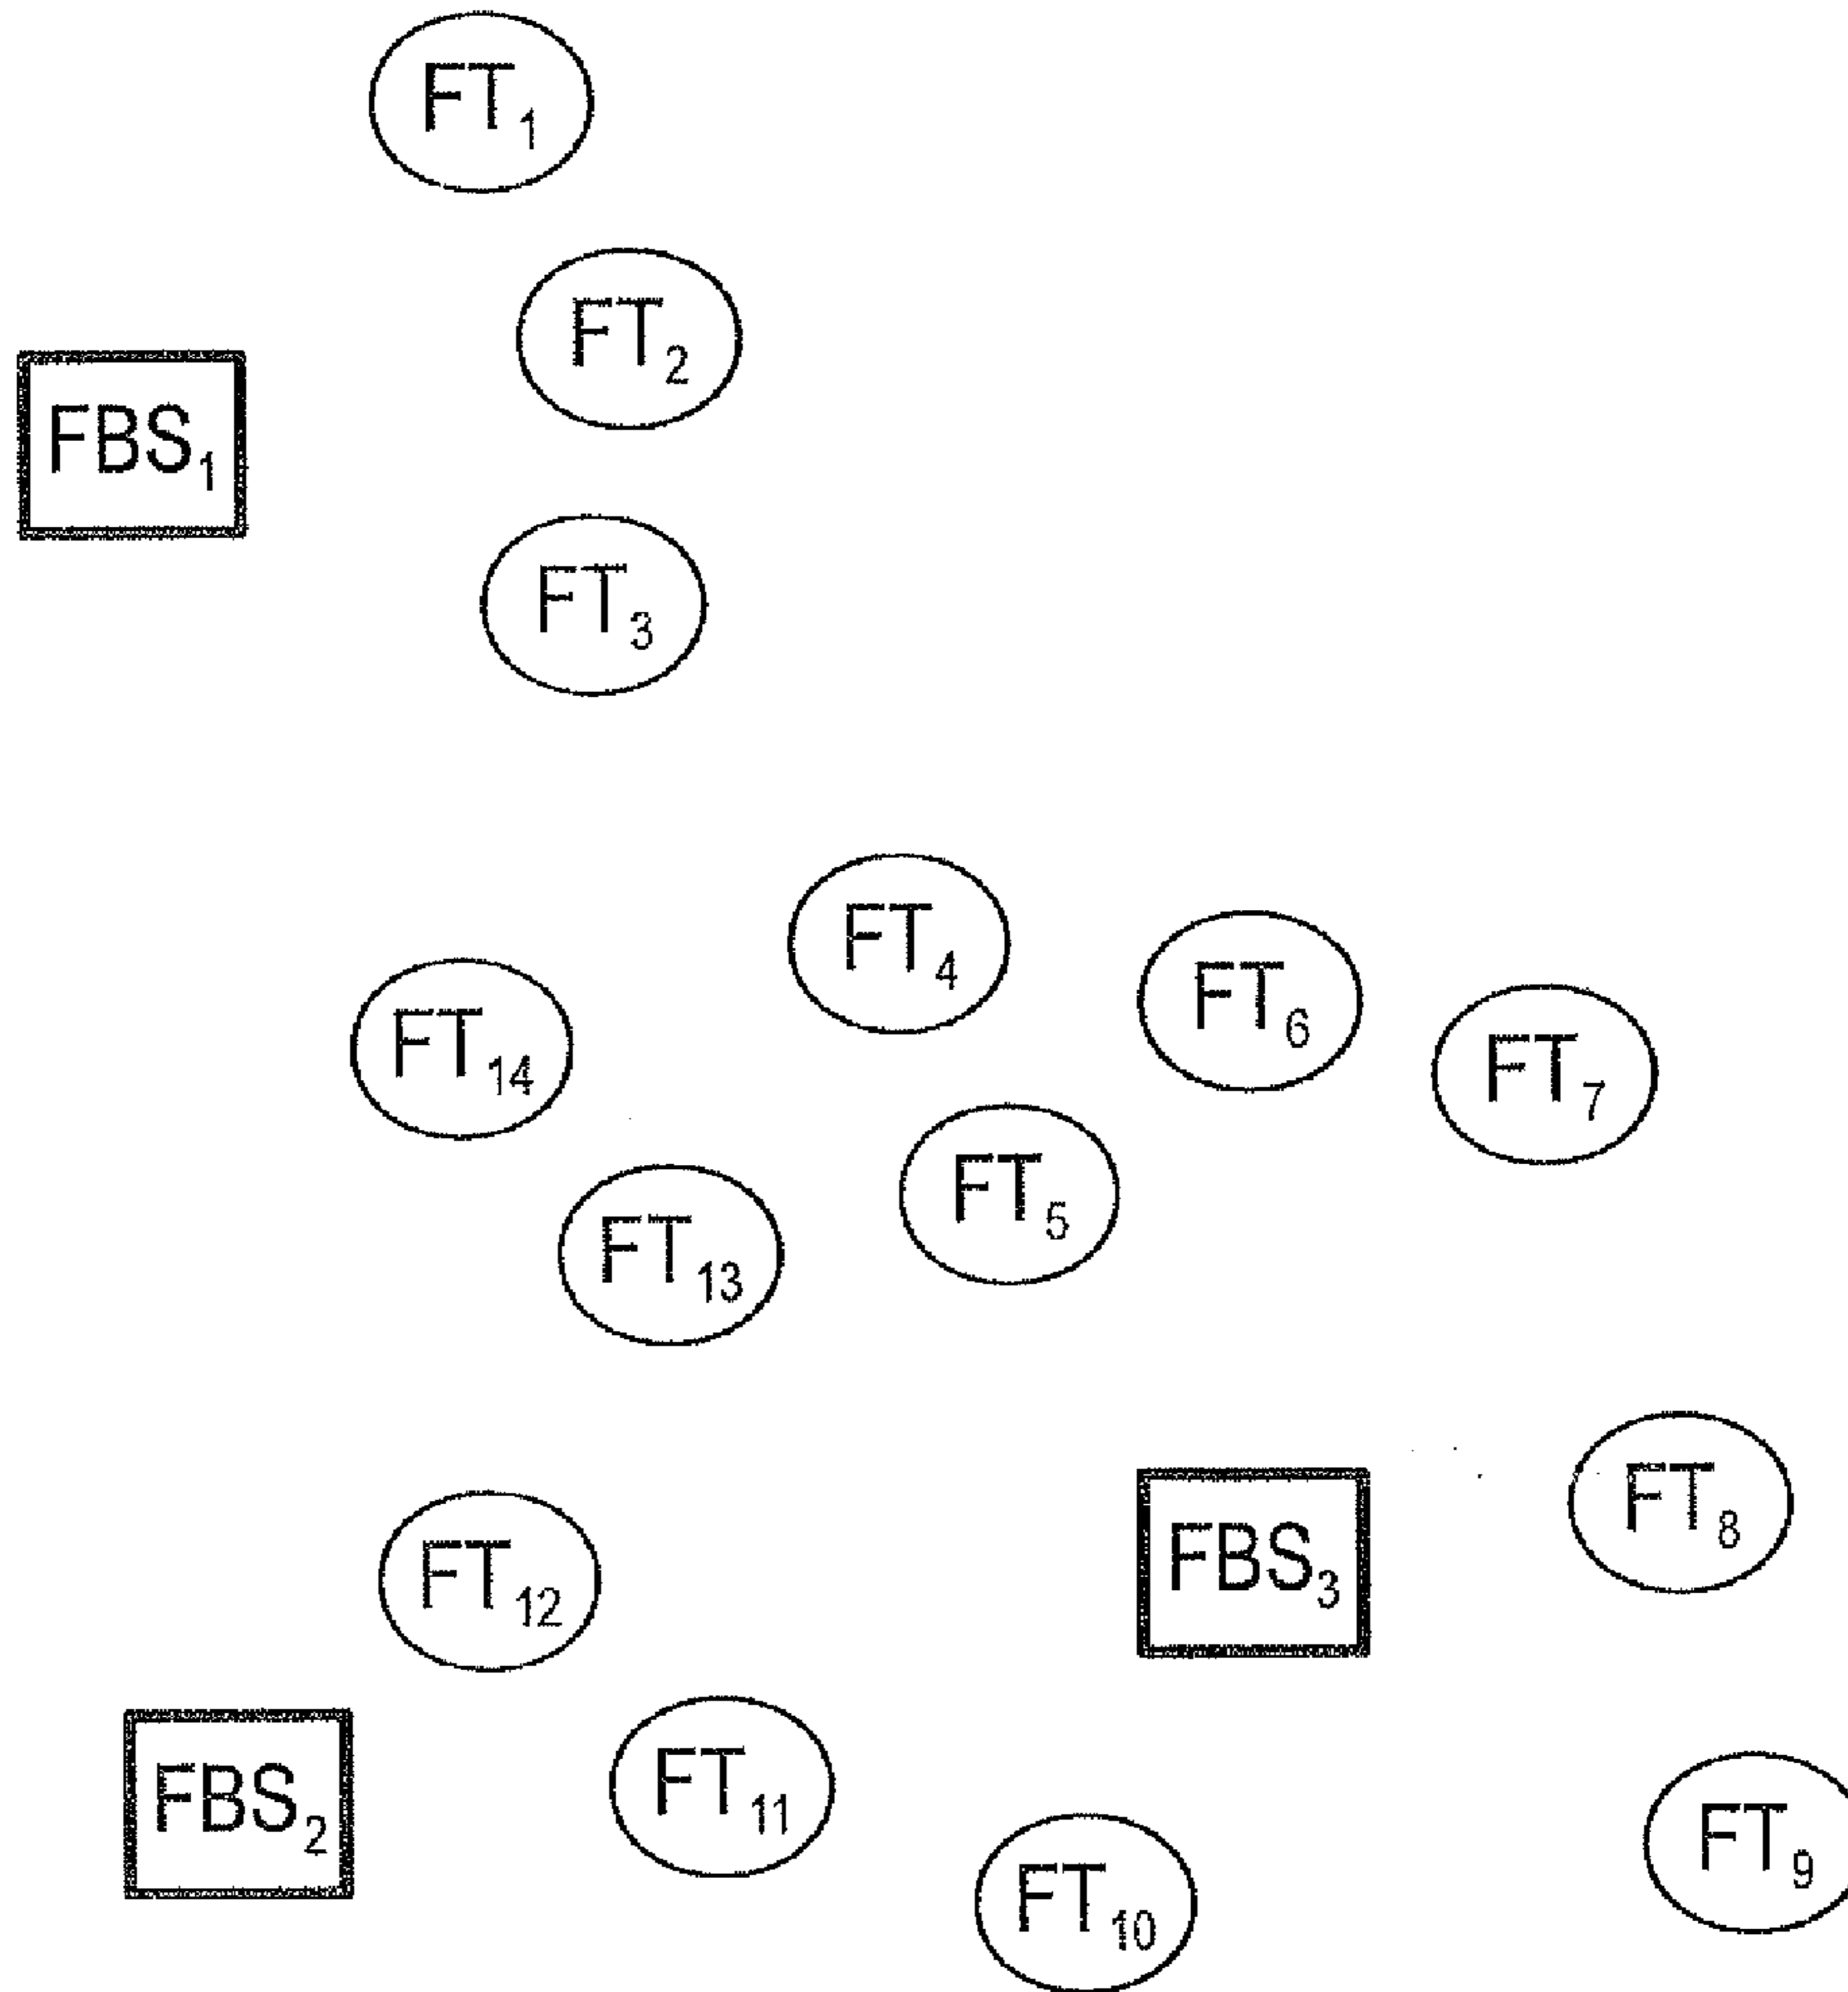 FT₁
FT₂
FBS₁
FT₃
FT₄
FT₆
FT₁₄
FT₇
FT₅
FT₁₃
FT₈
FBS₃
FT₁₂
FT₁₁
FBS₂
FT₉
FT₁₀